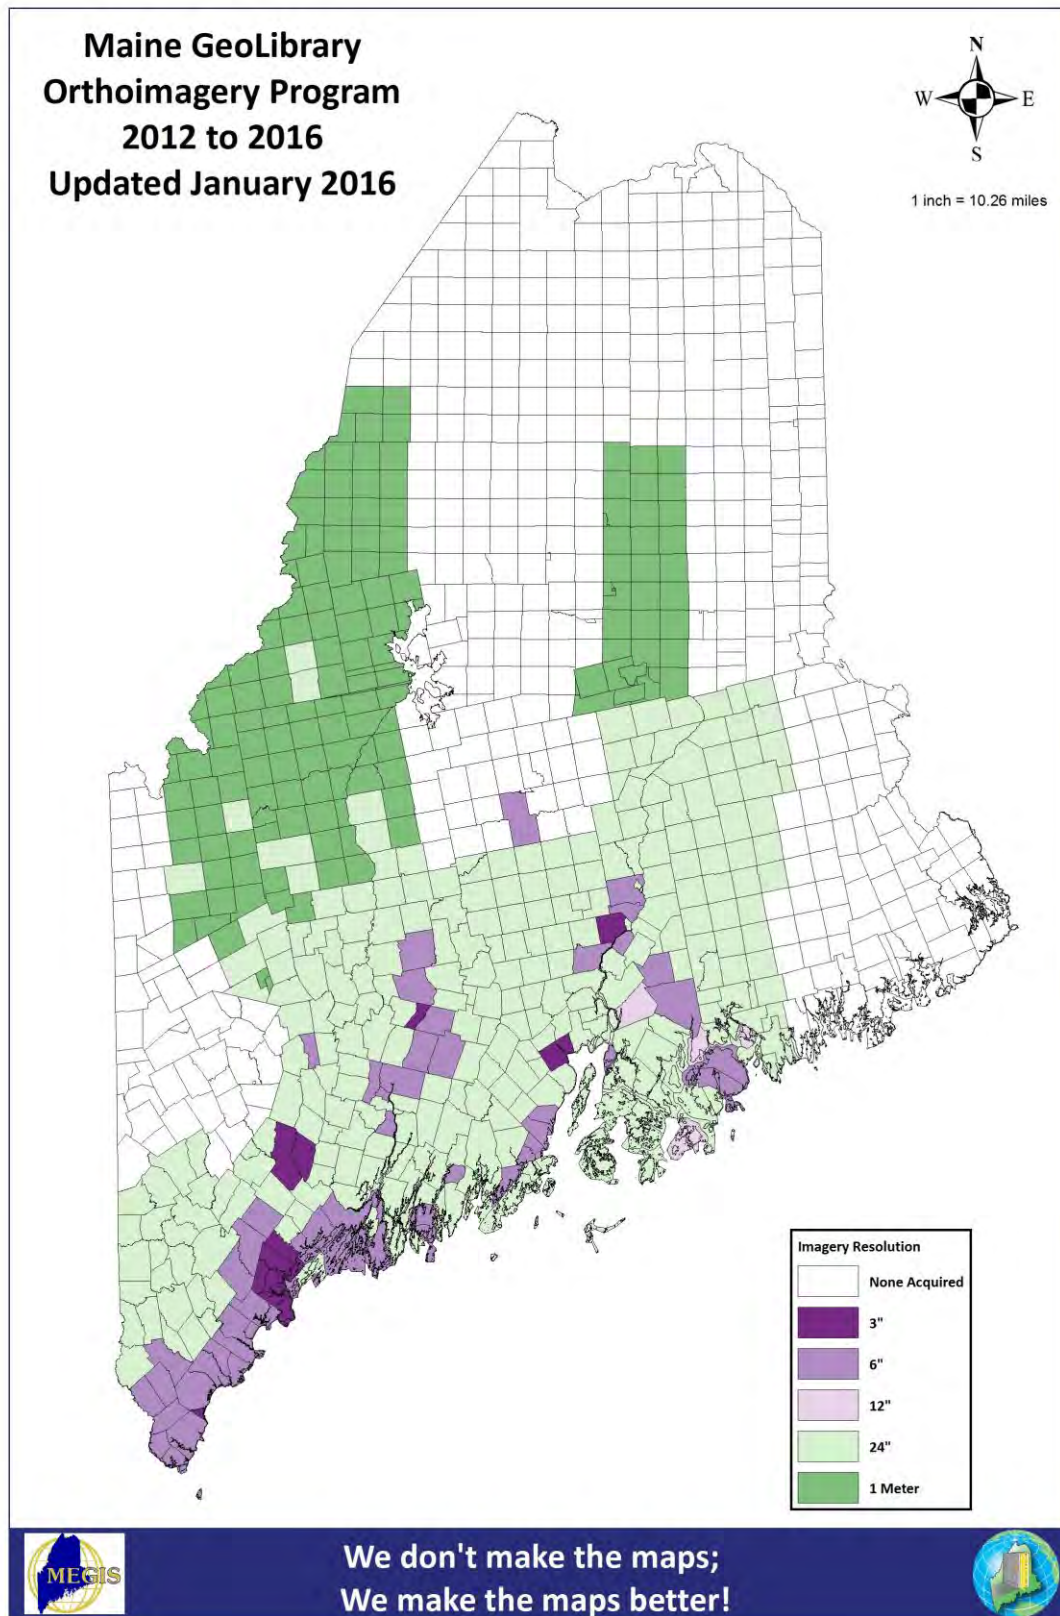 Maine GeoLibrary
Orthoimagery Program
2012 to 2016
Updated January 2016
N
W E
S
1 inch = 10.26 miles
Imagery Resolution
None Acquired
3"
6"
12"
24"
1 Meter
MEGIS
We don't make the maps;
We make the maps better!